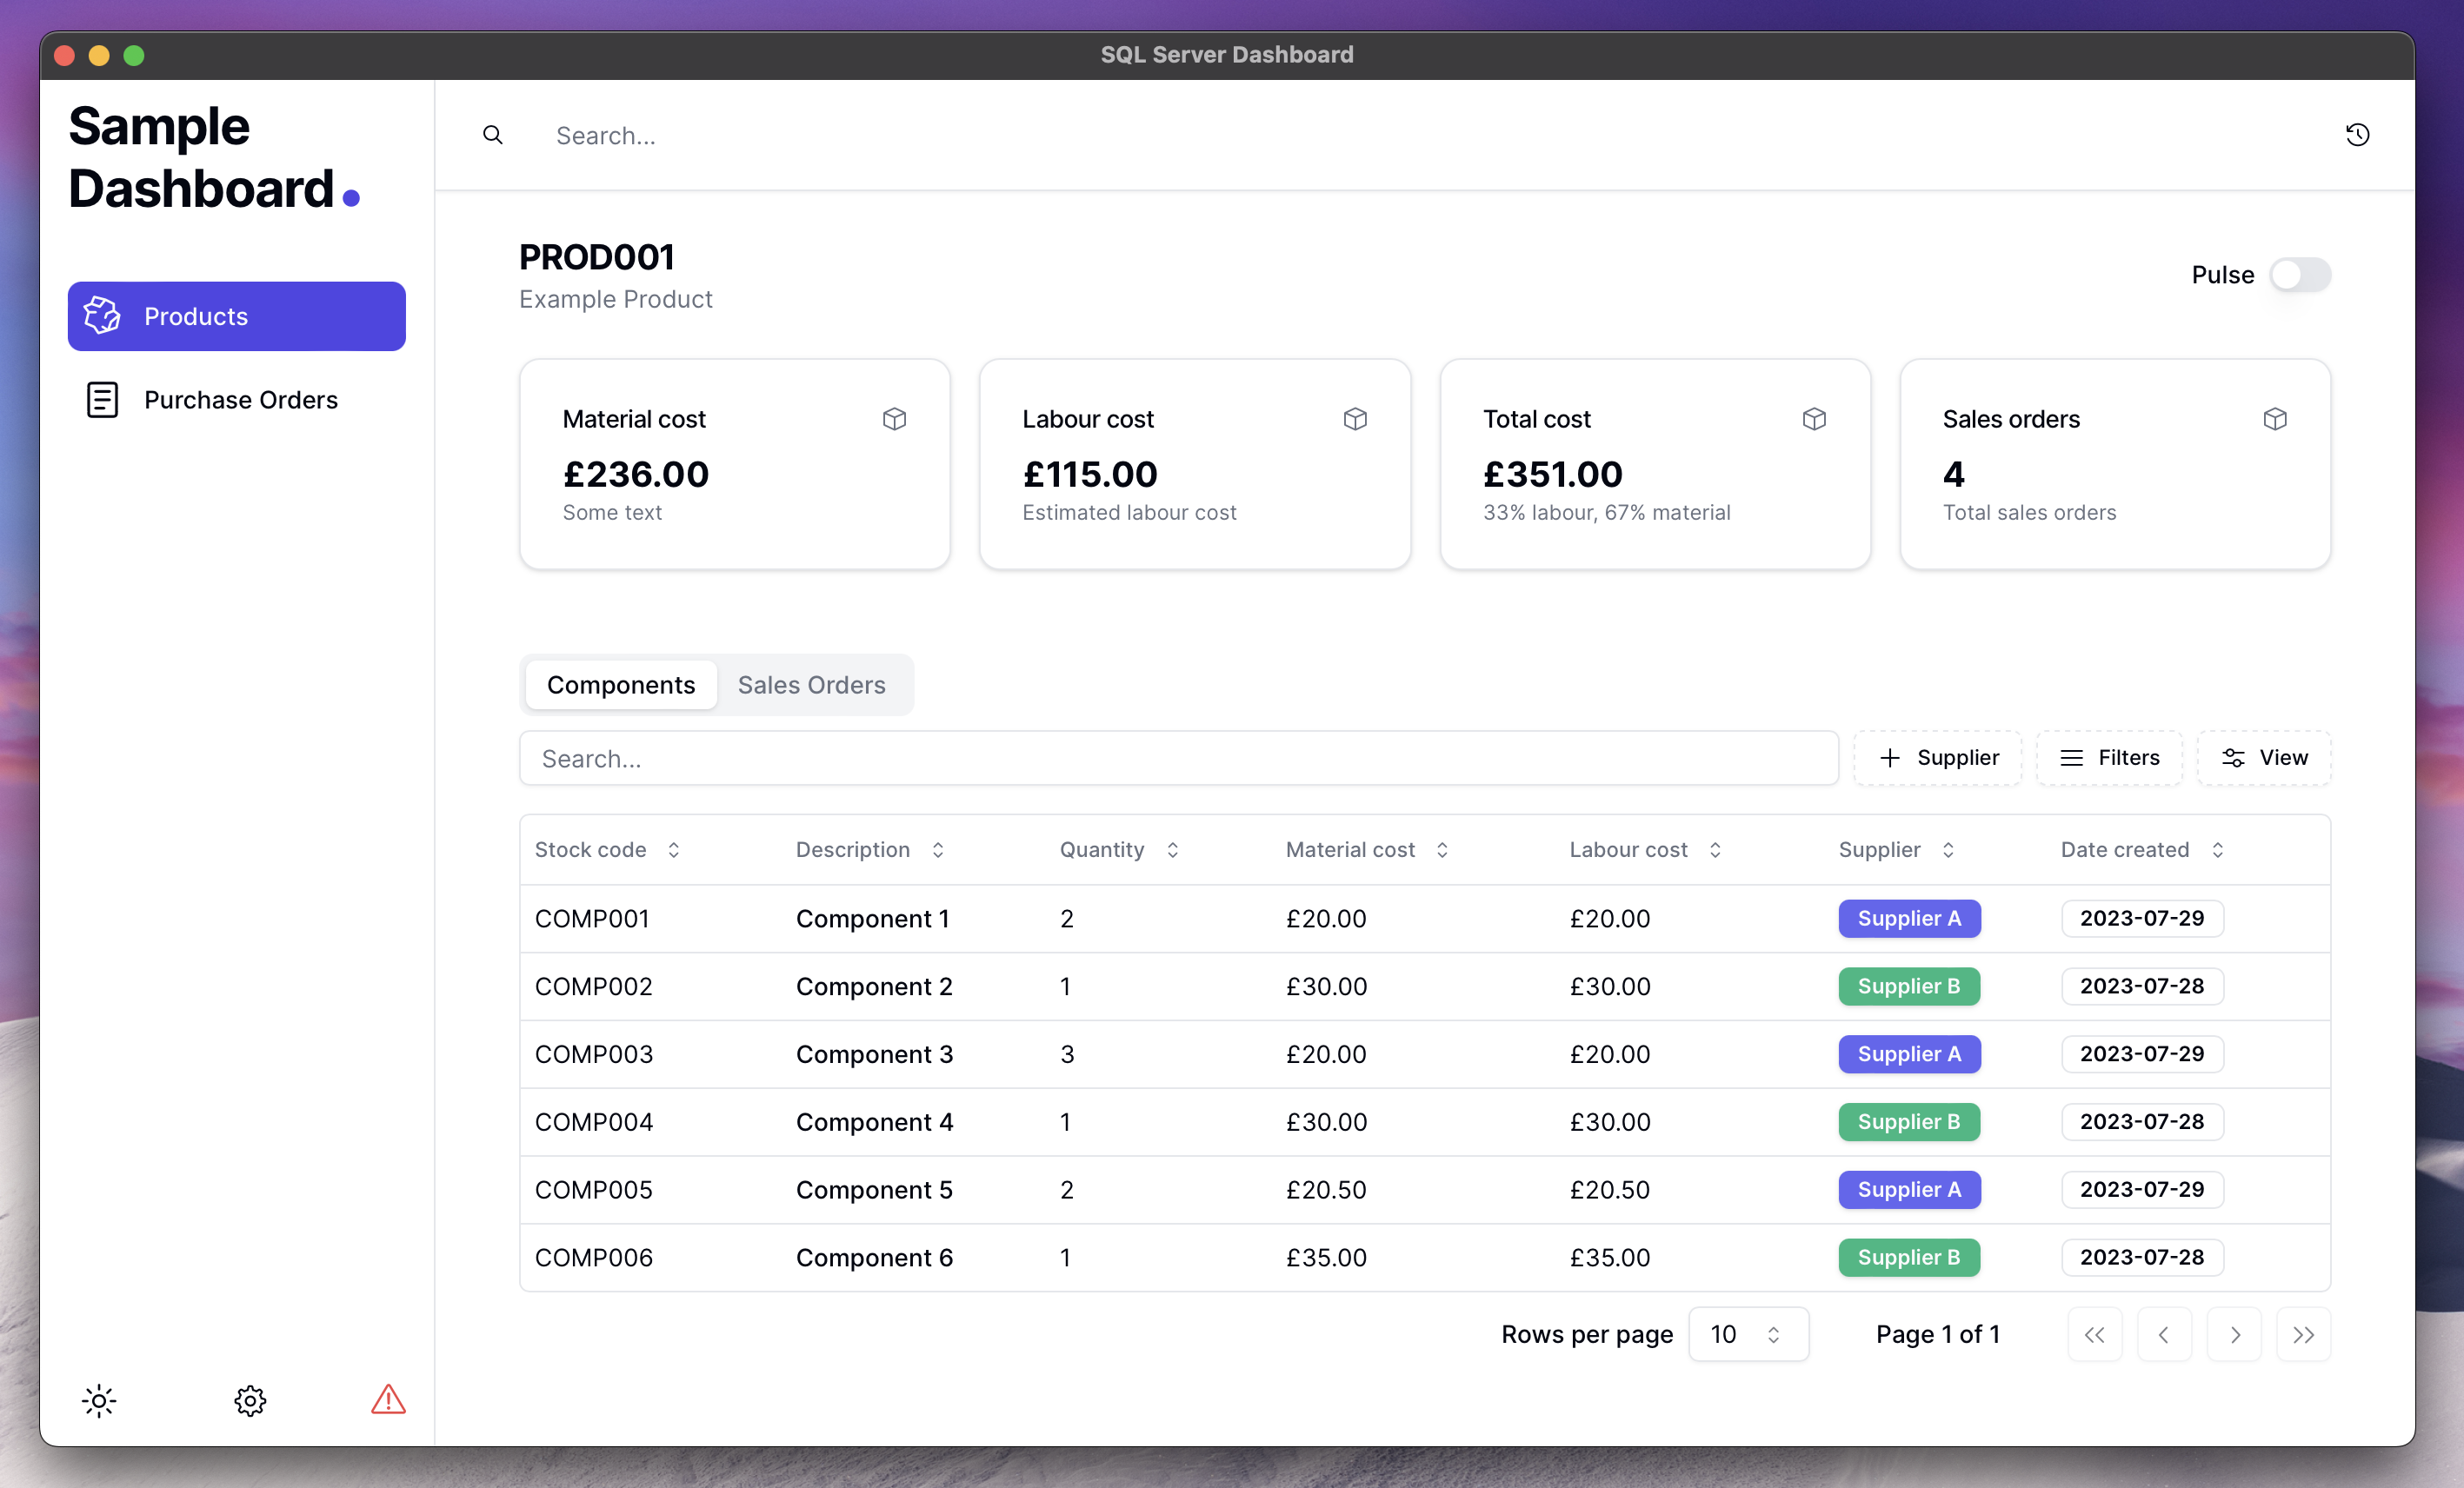 SQL Server Dashboard
Sample
Dashboard
Products
Purchase Orders
Search...
PROD001
Example Product
Pulse
Material cost
£236.00
Some text
Labour cost
£115.00
Estimated labour cost
Total cost
£351.00
33% labour, 67% material
Sales orders
4
Total sales orders
Components Sales Orders
Search... Supplier Filters View
Stock code Description Quantity Material cost Labour cost Supplier Date created
COMP001 Component 1 2 £20.00 £20.00 Supplier A 2023-07-29
COMP002 Component 2 1 £30.00 £30.00 Supplier B 2023-07-28
COMP003 Component 3 3 £20.00 £20.00 Supplier A 2023-07-29
COMP004 Component 4 1 £30.00 £30.00 Supplier B 2023-07-28
COMP005 Component 5 2 £20.50 £20.50 Supplier A 2023-07-29
COMP006 Component 6 1 £35.00 £35.00 Supplier B 2023-07-28
Rows per page 10 Page 1 of 1